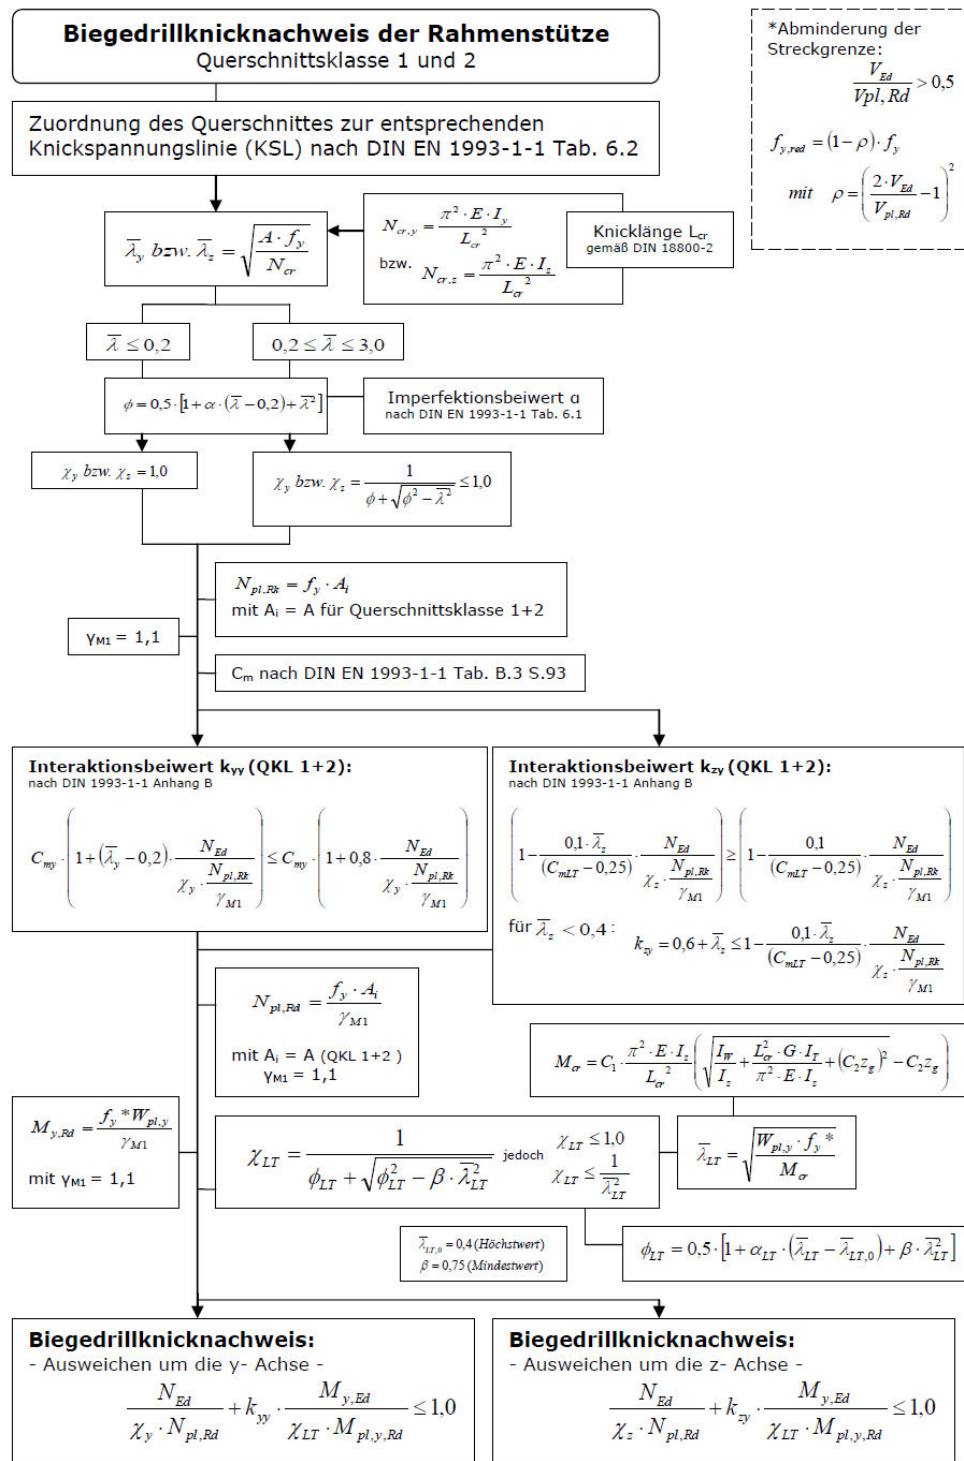 Biegedrillknicknachweis der Rahmenstütze
Querschnittsklasse 1 und 2
*Abminderung der
Streckgrenze:
V_Ed / Vpl,Rd > 0,5
f_y,red = (1 − ρ) · f_y
mit ρ = (2 · V_Ed / V_pl,Rd − 1)²
Zuordnung des Querschnittes zur entsprechenden
Knickspannungslinie (KSL) nach DIN EN 1993-1-1 Tab. 6.2
λ̄_y bzw. λ̄_z = √(A · f_y / N_cr)
N_cr,y = π² · E · I_y / L_cr²
bzw.
N_cr,z = π² · E · I_z / L_cr²
Knicklänge L_cr
gemäß DIN 18800-2
λ̄ ≤ 0,2
0,2 ≤ λ̄ ≤ 3,0
ϕ = 0,5 · [1 + α · (λ̄ − 0,2) + λ̄²]
Imperfektionsbeiwert α
nach DIN EN 1993-1-1 Tab. 6.1
χ_y bzw. χ_z = 1,0
χ_y bzw. χ_z = 1 / (ϕ + √(ϕ² − λ̄²)) ≤ 1,0
N_pl,Rk = f_y · A_i
mit A_i = A für Querschnittsklasse 1+2
γ_M1 = 1,1
C_m nach DIN EN 1993-1-1 Tab. B.3 S.93
Interaktionsbeiwert k_yy (QKL 1+2):
nach DIN 1993-1-1 Anhang B
C_my · (1 + (λ̄_y − 0,2) · N_Ed / (χ_y · N_pl,Rk / γ_M1)) ≤ C_my · (1 + 0,8 · N_Ed / (χ_y · N_pl,Rk / γ_M1))
Interaktionsbeiwert k_zy (QKL 1+2):
nach DIN 1993-1-1 Anhang B
(1 − 0,1 · λ̄_z / (C_mLT − 0,25) · N_Ed / (χ_z · N_pl,Rk / γ_M1)) ≥ (1 − 0,1 / (C_mLT − 0,25) · N_Ed / (χ_z · N_pl,Rk / γ_M1))
für λ̄_z < 0,4 :
k_zy = 0,6 + λ̄_z ≤ 1 − 0,1 · λ̄_z / (C_mLT − 0,25) · N_Ed / (χ_z · N_pl,Rk / γ_M1)
N_pl,Rd = f_y · A_i / γ_M1
mit A_i = A (QKL 1+2 )
γ_M1 = 1,1
M_cr = C_1 · π² · E · I_z / L_cr² (√(I_W / I_z + L_cr² · G · I_T / (π² · E · I_z) + (C_2 z_g)²) − C_2 z_g)
M_y,Rd = f_y * W_pl,y / γ_M1
mit γ_M1 = 1,1
χ_LT = 1 / (ϕ_LT + √(ϕ_LT² − β · λ̄_LT²))
jedoch
χ_LT ≤ 1,0
χ_LT ≤ 1 / λ̄_LT²
λ̄_LT = √(W_pl,y · f_y * / M_cr)
λ̄_LT,0 = 0,4 (Höchstwert)
β = 0,75 (Mindestwert)
ϕ_LT = 0,5 · [1 + α_LT · (λ̄_LT − λ̄_LT,0) + β · λ̄_LT²]
Biegedrillknicknachweis:
- Ausweichen um die y- Achse -
N_Ed / (χ_y · N_pl,Rd) + k_yy · M_y,Ed / (χ_LT · M_pl,y,Rd) ≤ 1,0
Biegedrillknicknachweis:
- Ausweichen um die z- Achse -
N_Ed / (χ_z · N_pl,Rd) + k_zy · M_y,Ed / (χ_LT · M_pl,y,Rd) ≤ 1,0